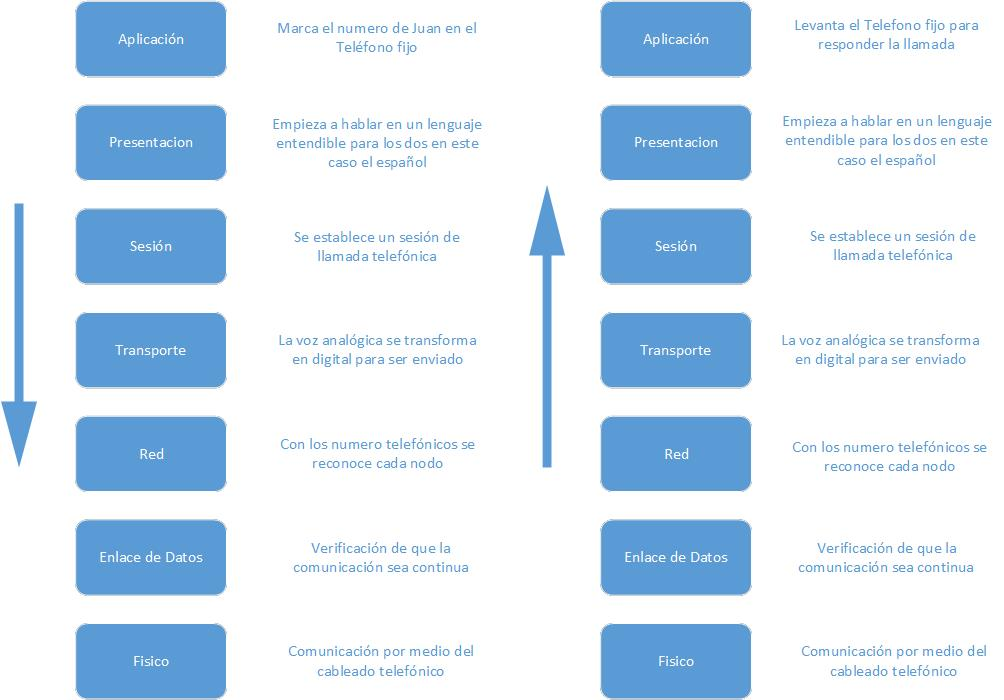 Aplicación
Marca el numero de Juan en el
Teléfono fijo
Presentacion
Empieza a hablar en un lenguaje
entendible para los dos en este
caso el español
Sesión
Se establece un sesión de
llamada telefónica
Transporte
La voz analógica se transforma
en digital para ser enviado
Red
Con los numero telefónicos se
reconoce cada nodo
Enlace de Datos
Verificación de que la
comunicación sea continua
Fisico
Comunicación por medio del
cableado telefónico
Aplicación
Levanta el Telefono fijo para
responder la llamada
Presentacion
Empieza a hablar en un lenguaje
entendible para los dos en este
caso el español
Sesión
Se establece un sesión de
llamada telefónica
Transporte
La voz analógica se transforma
en digital para ser enviado
Red
Con los numero telefónicos se
reconoce cada nodo
Enlace de Datos
Verificación de que la
comunicación sea continua
Fisico
Comunicación por medio del
cableado telefónico